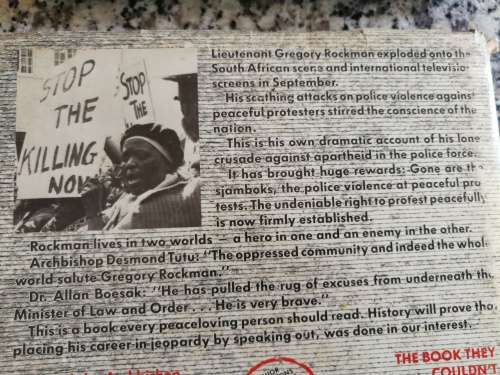 STOP
THE
KILLING
NOW
STOP
THE
Lieutenant Gregory Rockman exploded onto the
South African scene and international televisio
screens in September.
His scathing attacks on police violence against
peaceful protesters stirred the conscience of the
nation.
This is his own dramatic account of his lone
crusade against apartheid in the police force.
It has brought huge rewards: Gone are the
sjamboks, the police violence at peaceful pro
tests. The undeniable right to protest peacefully
is now firmly established.
Rockman lives in two worlds — a hero in one and an enemy in the other.
Archbishop Desmond Tutu: "The oppressed community and indeed the whole
world salute Gregory Rockman."
Dr. Allan Boesak: "He has pulled the rug of excuses from underneath the
Minister of Law and Order . . . He is very brave."
This is a book every peaceloving person should read. History will prove tha
placing his career in jeopardy by speaking out, was done in our interest.
THE BOOK THEY
COULDN'T